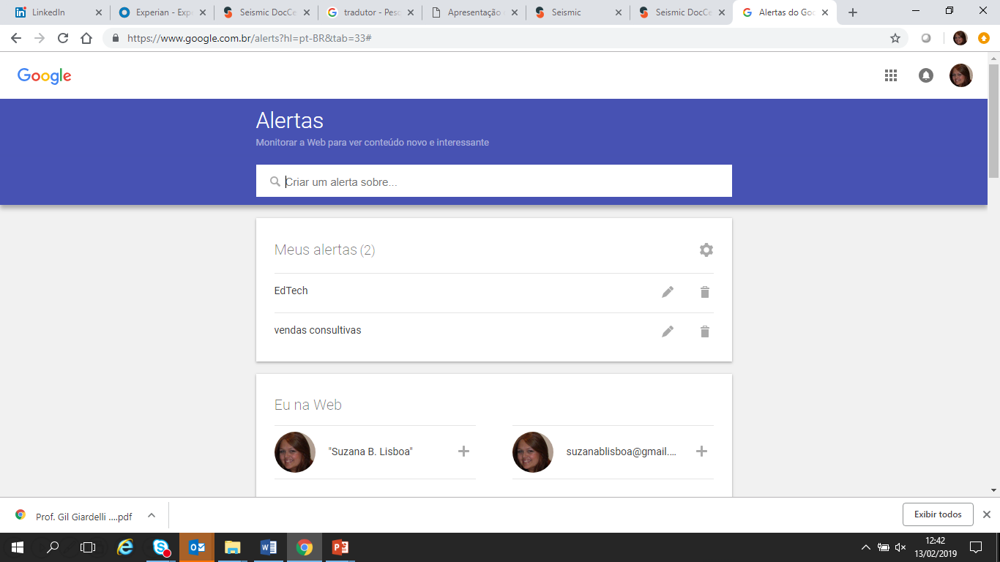 LinkedIn
Experian - Exp
Seismic DocCe
tradutor - Pesq
Apresentação
Seismic
Seismic DocCe
Alertas do Goo
https://www.google.com.br/alerts?hl=pt-BR&tab=33#
Google
Alertas
Monitorar a Web para ver conteúdo novo e interessante
Criar um alerta sobre...
Meus alertas (2)
EdTech
vendas consultivas
Eu na Web
"Suzana B. Lisboa"
suzanablisboa@gmail....
Prof. Gil Giardelli ....pdf
Exibir todos
12:42
13/02/2019